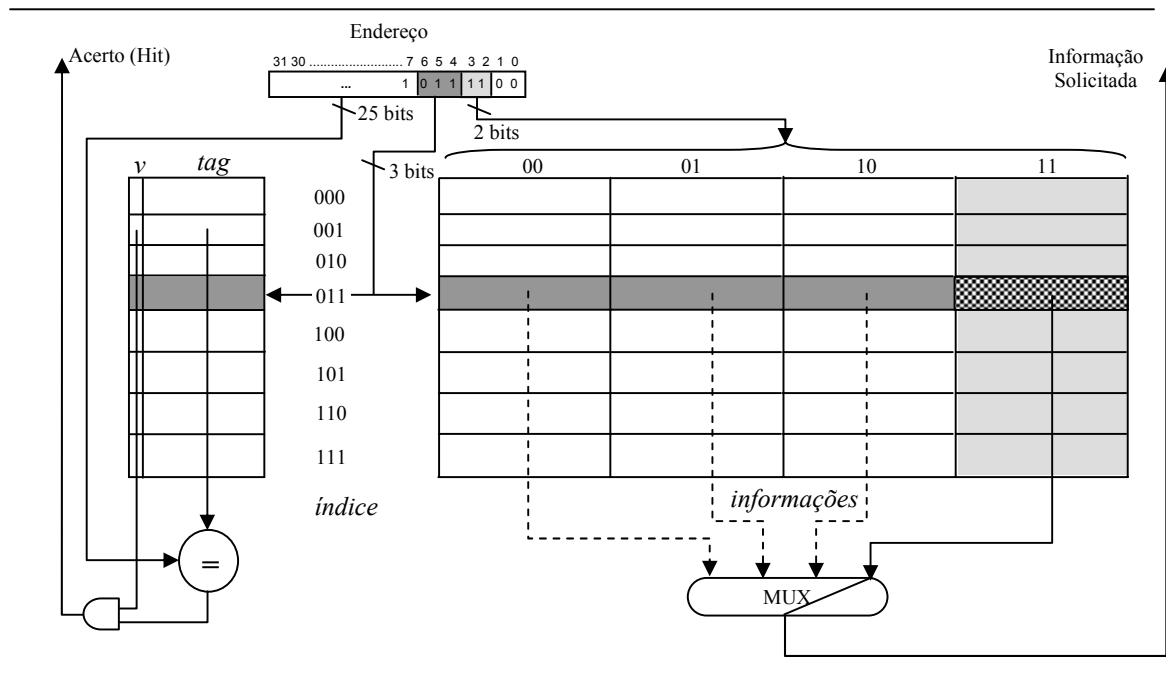 Endereço
Acerto (Hit)
Informação
Solicitada
31 30 .......................... 7 6 5 4 3 2 1 0
... 1 0 1 1 1 1 0 0
25 bits
2 bits
3 bits
v tag
00 01 10 11
000
001
010
011
100
101
110
111
índice
informações
=
MUX